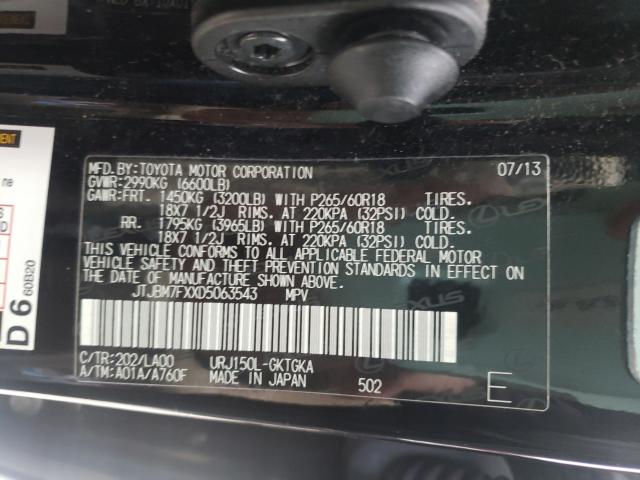 MFD.BY:TOYOTA MOTOR CORPORATION 07/13
GVWR:2990KG (6600LB)
GAWR:FRT. 1450KG (3200LB) WITH P265/60R18 TIRES.
18X7 1/2J RIMS. AT 220KPA (32PSI) COLD.
RR. 1795KG (3965LB) WITH P265/60R18 TIRES.
18X7 1/2J RIMS. AT 220KPA (32PSI) COLD.
THIS VEHICLE CONFORMS TO ALL APPLICABLE FEDERAL MOTOR
VEHICLE SAFETY AND THEFT PREVENTION STANDARDS IN EFFECT
ON THE DATE OF MANUFACTURE SHOWN ABOVE.
JTJBM7FXXD5063543 MPV
C/TR:202/LA00 URJ150L-GKTGKA
A/TM:A01A/A760F MADE IN JAPAN 502 E
D6
60B20
ne
LEXUS